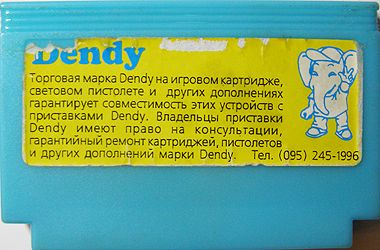 Dendy
Торговая марка Dendy на игровом картридже,
световом пистолете и других дополнениях
гарантирует совместимость этих устройств с
приставками Dendy. Владельцы приставки
Dendy имеют право на консультации,
гарантийный ремонт картриджей, пистолетов
и других дополнений марки Dendy. Тел. (095) 245-1996